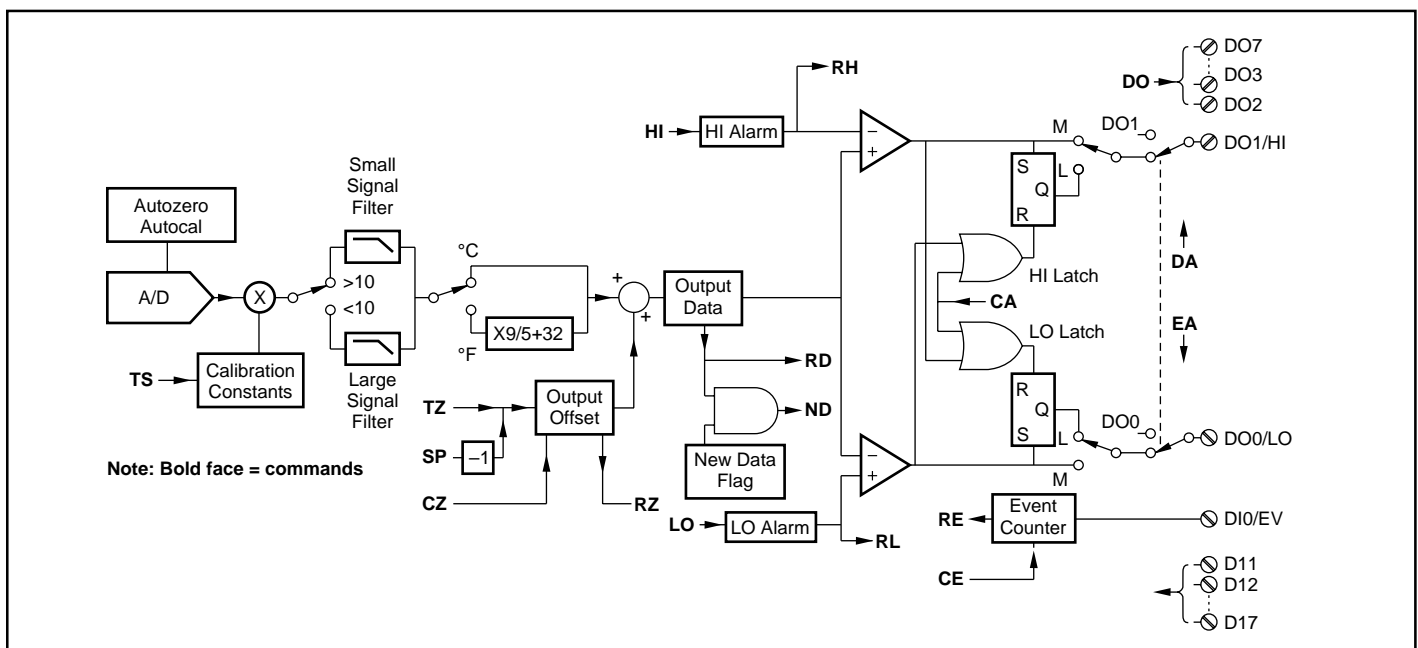 DO7
DO3
DO2
DO
RH
HI
HI Alarm
−
+
M
DO1
DO1/HI
S
Q
R
L
HI Latch
DA
CA
EA
LO Latch
Small
Signal
Filter
Autozero
Autocal
A/D
X
>10
<10
°C
°F
X9/5+32
+
+
Output
Data
RD
ND
New Data
Flag
TS
Calibration
Constants
Large
Signal
Filter
TZ
SP
–1
CZ
Output
Offset
RZ
Note: Bold face = commands
−
+
LO
LO Alarm
RL
R
Q
S
L
M
DO0
DO0/LO
RE
Event
Counter
DI0/EV
CE
D11
D12
D17